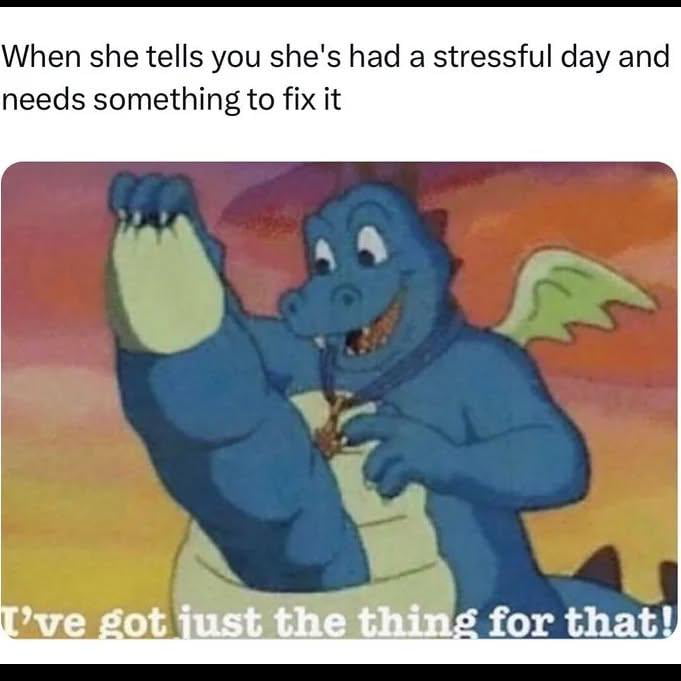 When she tells you she's had a stressful day and
needs something to fix it
I've got just the thing for that!